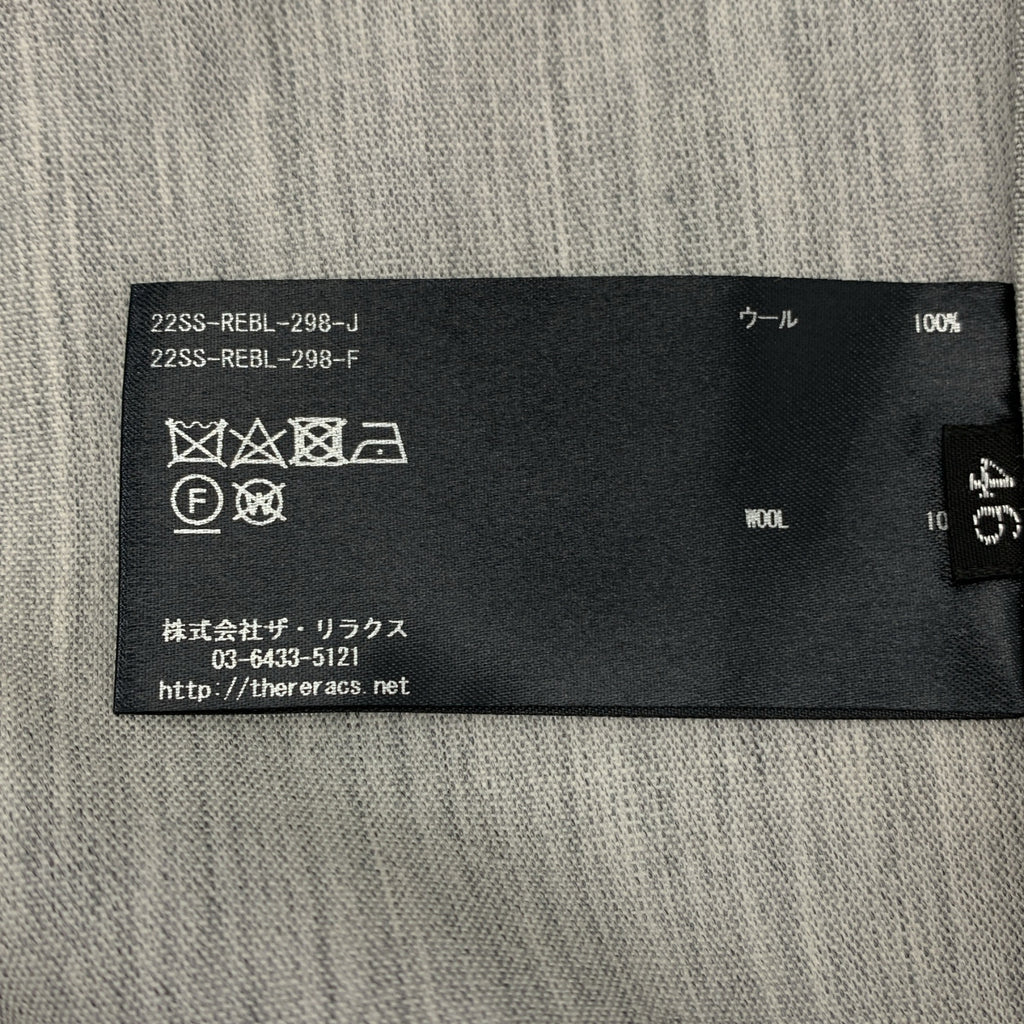 22SS-REBL-298-J
22SS-REBL-298-F
ウール 100%
F
W
WOOL 10
46
株式会社ザ・リラクス
03-6433-5121
http://thereracs.net